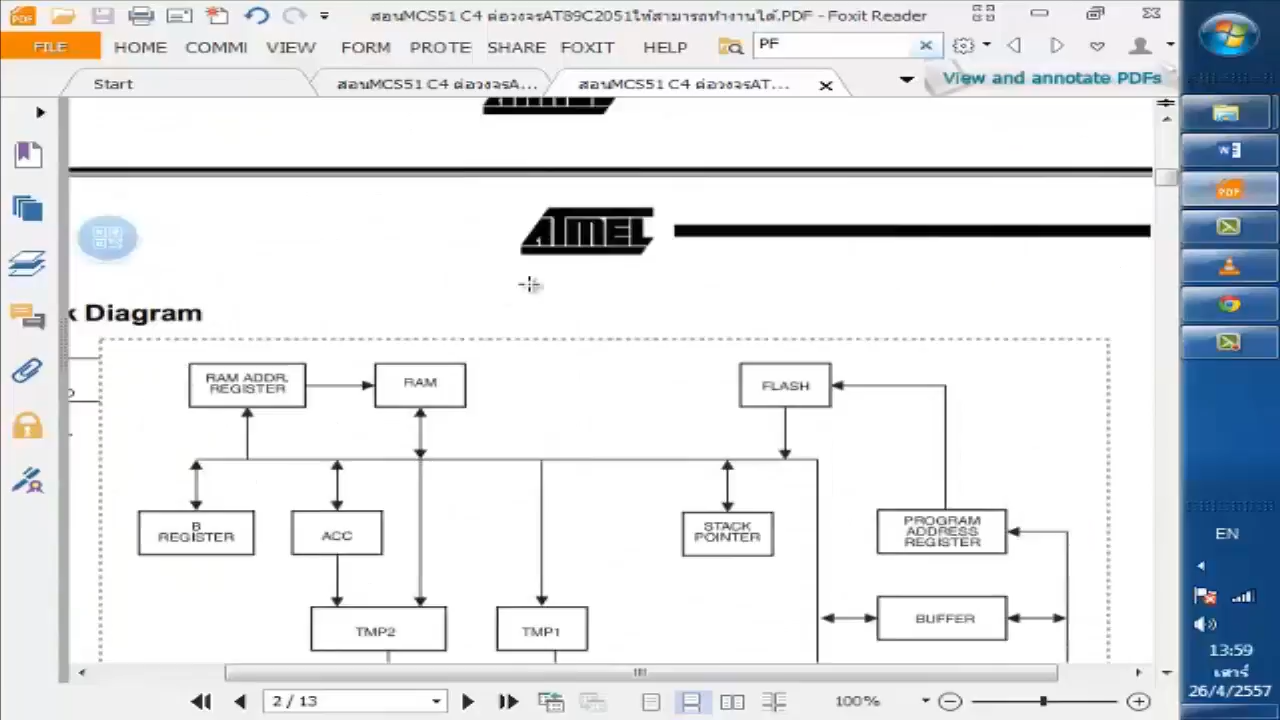 สอนMCS51 C4 ต่อวงจรAT89C2051ให้สามารถทำงานได้.PDF - Foxit Reader
FILE HOME COMMI VIEW FORM PROTE SHARE FOXIT HELP PF
Start สอนMCS51 C4 ต่อวงจรA... สอนMCS51 C4 ต่อวงจรAT... View and annotate PDFs
ATMEL
k Diagram
RAM ADDR.
REGISTER
RAM
FLASH
B
REGISTER
ACC
STACK
POINTER
PROGRAM
ADDRESS
REGISTER
TMP2
TMP1
BUFFER
2 / 13
100%
EN
13:59
เสาร์
26/4/2557